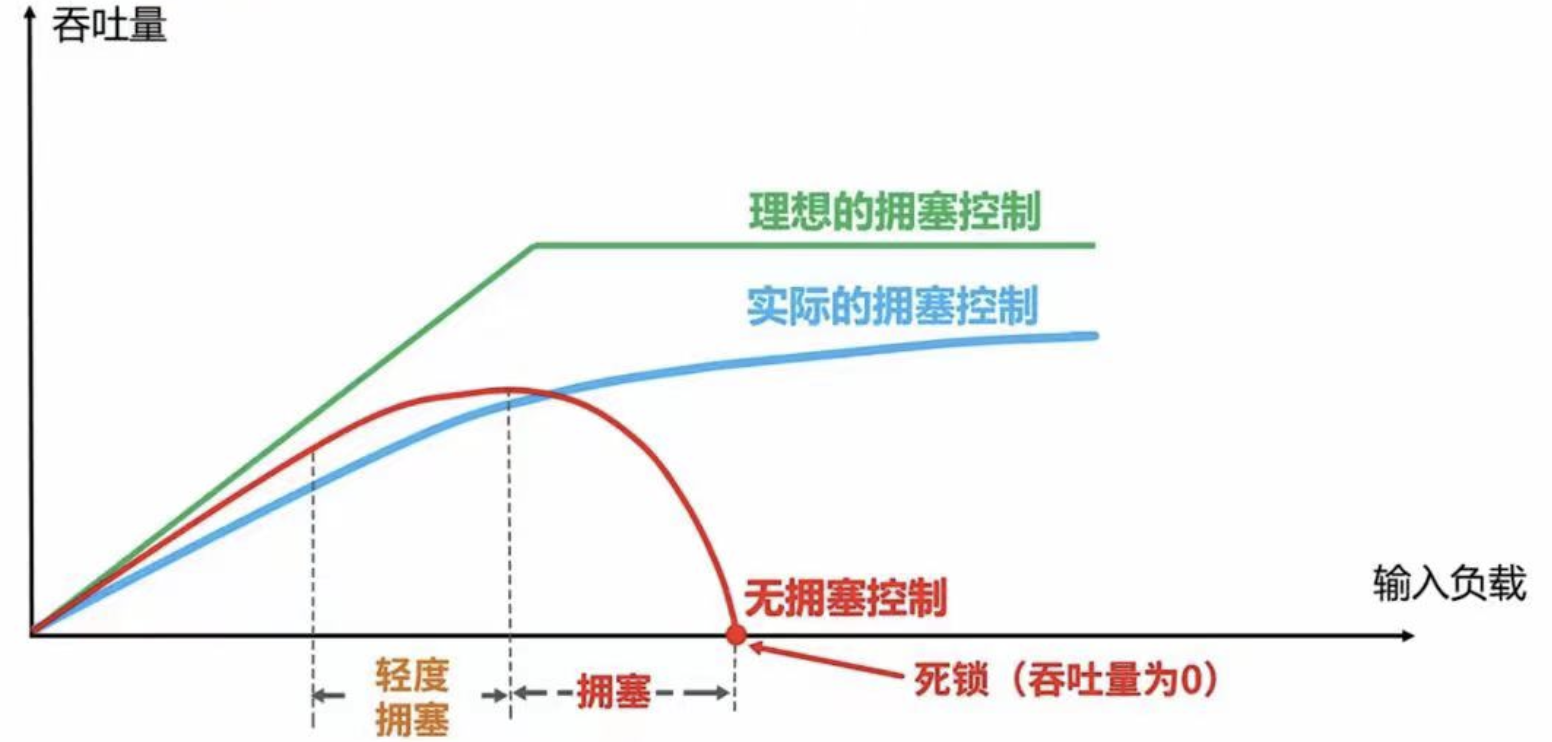 吞吐量
理想的拥塞控制
实际的拥塞控制
无拥塞控制
输入负载
死锁（吞吐量为0）
轻度
拥塞
拥塞